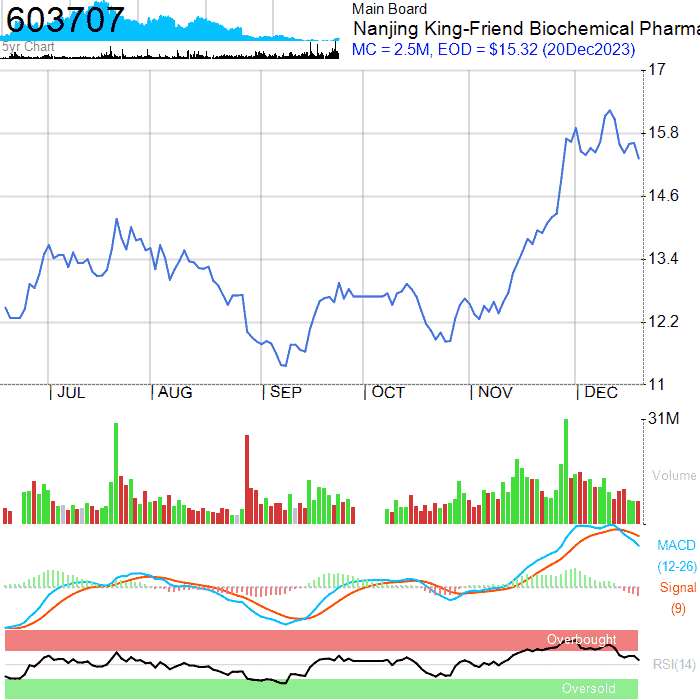 603707
5yr Chart
Main Board
Nanjing King-Friend Biochemical Pharma
MC = 2.5M, EOD = $15.32 (20Dec2023)
17
15.8
14.6
13.4
12.2
11
JUL
AUG
SEP
OCT
NOV
DEC
31M
Volume
MACD
(12-26)
Signal
(9)
Overbought
RSI(14)
Oversold